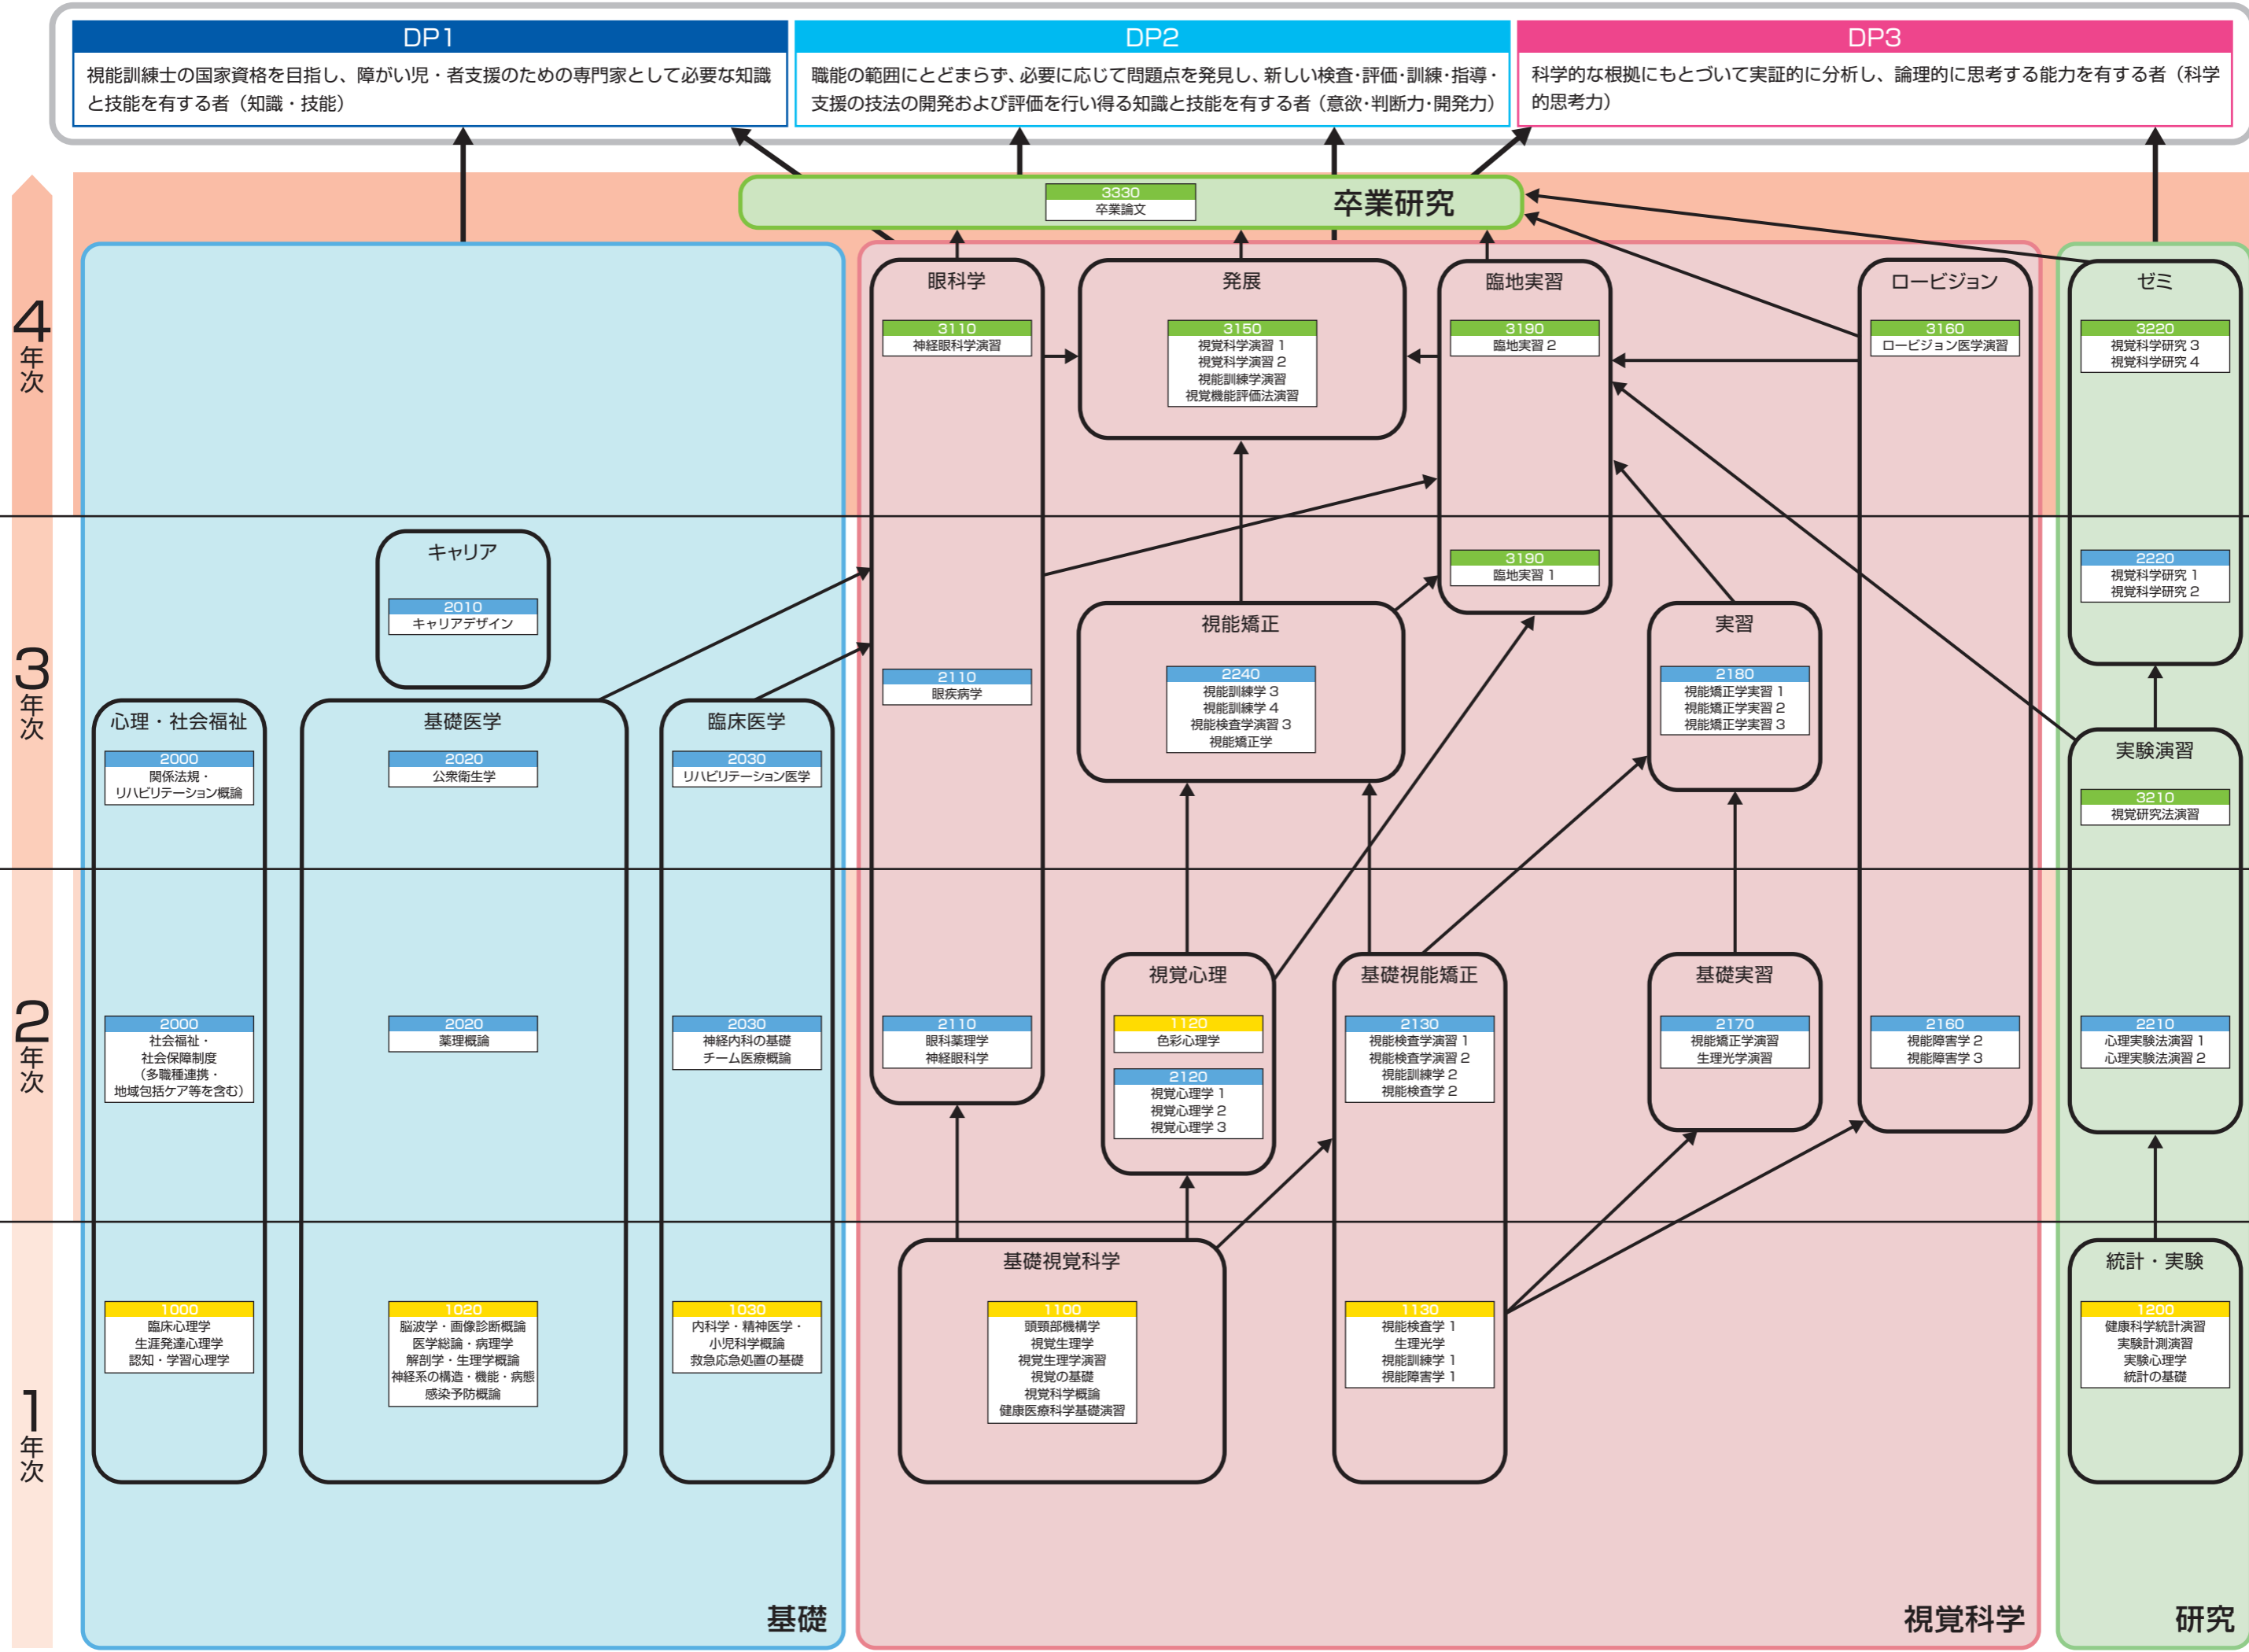 DP1
視能訓練士の国家資格を目指し、障がい児・者支援のための専門家として必要な知識
と技能を有する者（知識・技能）
DP2
職能の範囲にとどまらず、必要に応じて問題点を発見し、新しい検査・評価・訓練・指導・
支援の技法の開発および評価を行い得る知識と技能を有する者（意欲・判断力・開発力）
DP3
科学的な根拠にもとづいて実証的に分析し、論理的に思考する能力を有する者（科学
的思考力）
3330
卒業論文
卒業研究
4年次
眼科学
3110
神経眼科学演習
発展
3150
視覚科学演習 1
視覚科学演習 2
視能訓練学演習
視覚機能評価法演習
臨地実習
3190
臨地実習 2
ロービジョン
3160
ロービジョン医学演習
ゼミ
3220
視覚科学研究 3
視覚科学研究 4
3年次
キャリア
2010
キャリアデザイン
心理・社会福祉
2000
関係法規・
リハビリテーション概論
基礎医学
2020
公衆衛生学
臨床医学
2030
リハビリテーション医学
2110
眼疾病学
視能矯正
2240
視能訓練学 3
視能訓練学 4
視能検査学演習 3
視能矯正学
3190
臨地実習 1
実習
2180
視能矯正学実習 1
視能矯正学実習 2
視能矯正学実習 3
2220
視覚科学研究 1
視覚科学研究 2
実験演習
3210
視覚研究法演習
2年次
2000
社会福祉・
社会保障制度
（多職種連携・
地域包括ケア等を含む）
2020
薬理概論
2030
神経内科の基礎
チーム医療概論
2110
眼科薬理学
神経眼科学
視覚心理
1120
色彩心理学
2120
視覚心理学 1
視覚心理学 2
視覚心理学 3
基礎視能矯正
2130
視能検査学演習 1
視能検査学演習 2
視能訓練学 2
視能検査学 2
基礎実習
2170
視能矯正学演習
生理光学演習
2160
視能障害学 2
視能障害学 3
2210
心理実験法演習 1
心理実験法演習 2
1年次
1000
臨床心理学
生涯発達心理学
認知・学習心理学
1020
脳波学・画像診断概論
医学総論・病理学
解剖学・生理学概論
神経系の構造・機能・病態
感染予防概論
1030
内科学・精神医学・
小児科学概論
救急応急処置の基礎
基礎視覚科学
1100
頭頸部機構学
視覚生理学
視覚生理学演習
視覚の基礎
視覚科学概論
健康医療科学基礎演習
1130
視能検査学 1
生理光学
視能訓練学 1
視能障害学 1
統計・実験
1200
健康科学統計演習
実験計測演習
実験心理学
統計の基礎
基礎
視覚科学
研究